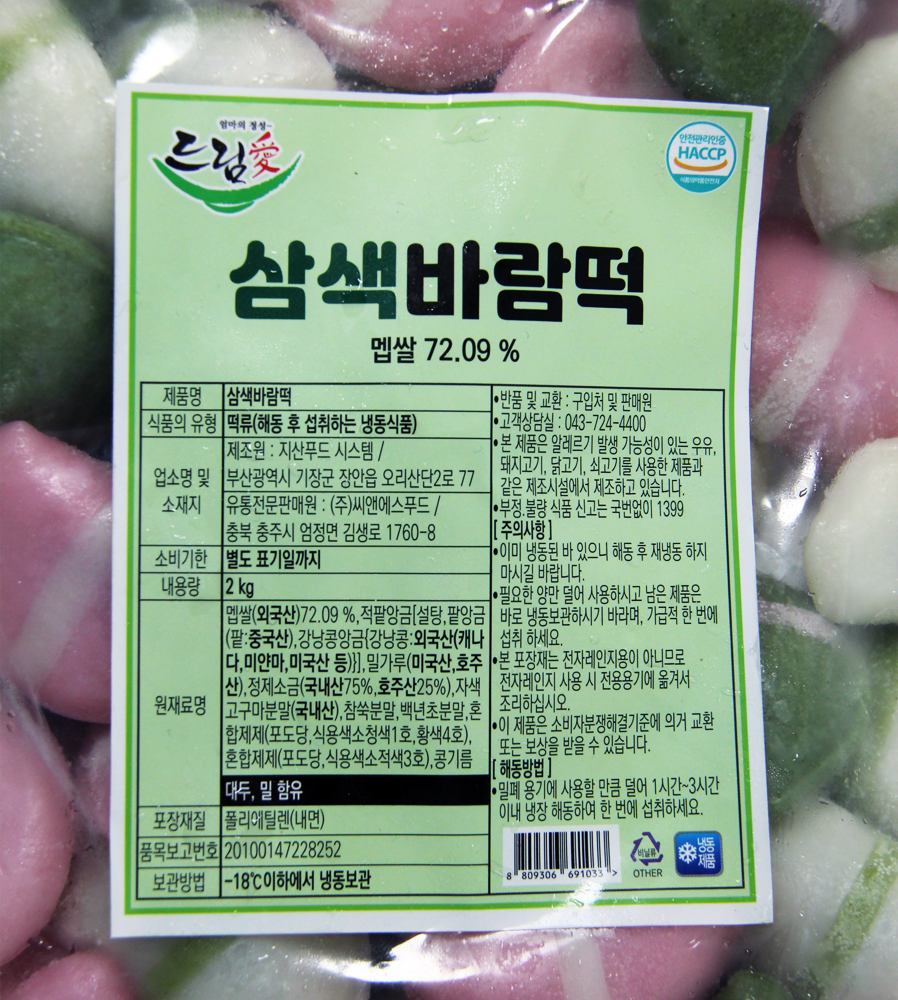 엄마의 정성~
드림愛
안전관리인증
HACCP
식품의약품안전처
삼색바람떡
멥쌀 72.09 %
제품명 삼색바람떡
식품의 유형 떡류(해동 후 섭취하는 냉동식품)
업소명 및 소재지
제조원 : 지산푸드 시스템 /
부산광역시 기장군 장안읍 오리산단2로 77
유통전문판매원 : (주)씨앤에스푸드 /
충북 충주시 엄정면 김생로 1760-8
소비기한 별도 표기일까지
내용량 2 kg
원재료명
멥쌀(외국산)72.09 %,적팥앙금[설탕,팥앙금
(팥:중국산),강낭콩앙금{강낭콩:외국산(캐나
다,미얀마,미국산 등)}],밀가루(미국산,호주
산),정제소금(국내산75%,호주산25%),자색
고구마분말(국내산),참쑥분말,백년초분말,혼
합제제(포도당,식용색소청색1호,황색4호),
혼합제제(포도당,식용색소적색3호),공기름
대두, 밀 함유
포장재질 폴리에틸렌(내면)
품목보고번호 20100147228252
보관방법 -18℃이하에서 냉동보관
•반품 및 교환 : 구입처 및 판매원
•고객상담실 : 043-724-4400
•본 제품은 알레르기 발생 가능성이 있는 우유,
돼지고기, 닭고기, 쇠고기를 사용한 제품과
같은 제조시설에서 제조하고 있습니다.
•부정.불량 식품 신고는 국번없이 1399
[ 주의사항 ]
•이미 냉동된 바 있으니 해동 후 재냉동 하지
마시길 바랍니다.
•필요한 양만 덜어 사용하시고 남은 제품은
바로 냉동보관하시기 바라며, 가급적 한 번에
섭취 하세요.
•본 포장재는 전자레인지용이 아니므로
전자레인지 사용 시 전용용기에 옮겨서
조리하십시오.
•이 제품은 소비자분쟁해결기준에 의거 교환
또는 보상을 받을 수 있습니다.
[ 해동방법 ]
•밀폐 용기에 사용할 만큼 덜어 1시간~3시간
이내 냉장 해동하여 한 번에 섭취하세요.
8 809306 691033 >
비닐류
OTHER
냉동
제품